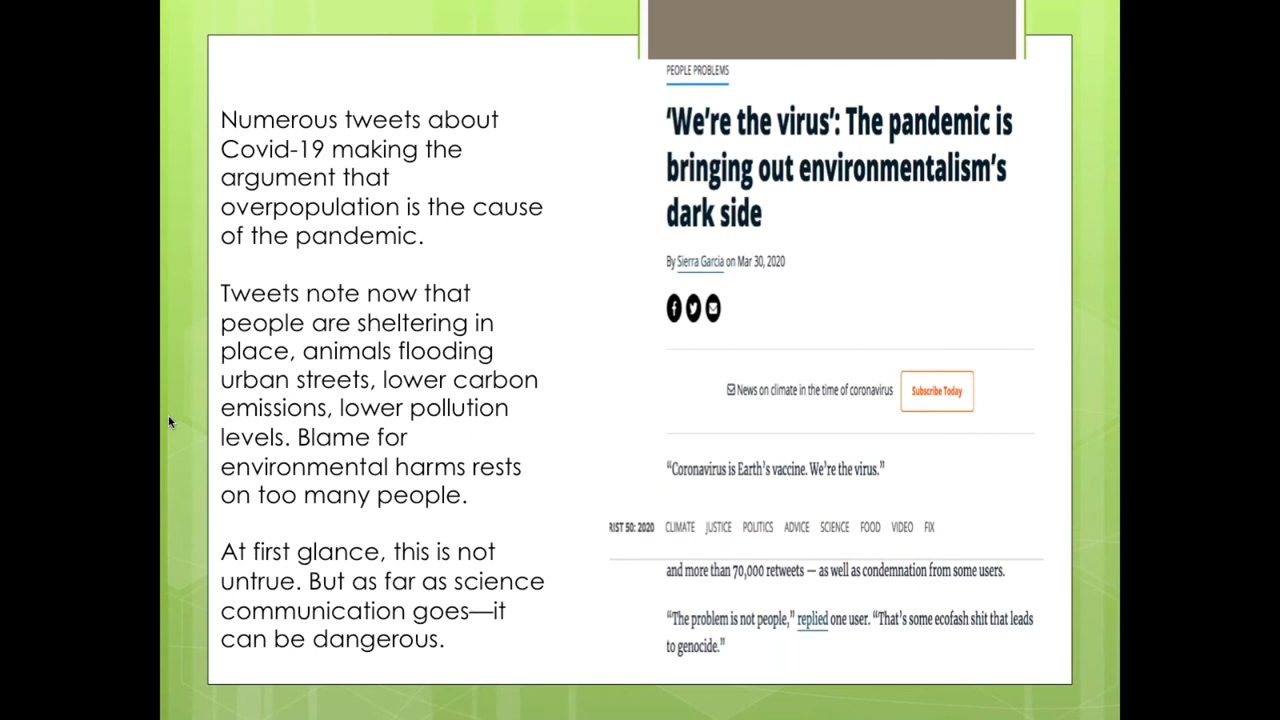 Numerous tweets about
Covid-19 making the
argument that
overpopulation is the cause
of the pandemic.
Tweets note now that
people are sheltering in
place, animals flooding
urban streets, lower carbon
emissions, lower pollution
levels. Blame for
environmental harms rests
on too many people.
At first glance, this is not
untrue. But as far as science
communication goes—it
can be dangerous.
PEOPLE PROBLEMS
‘We’re the virus’: The pandemic is
bringing out environmentalism’s
dark side
By Sierra Garcia on Mar 30, 2020
News on climate in the time of coronavirus
Subscribe Today
“Coronavirus is Earth’s vaccine. We’re the virus.”
RIST 50: 2020 CLIMATE JUSTICE POLITICS ADVICE SCIENCE FOOD VIDEO FIX
and more than 70,000 retweets — as well as condemnation from some users.
“The problem is not people,” replied one user. “That’s some ecofash shit that leads
to genocide.”